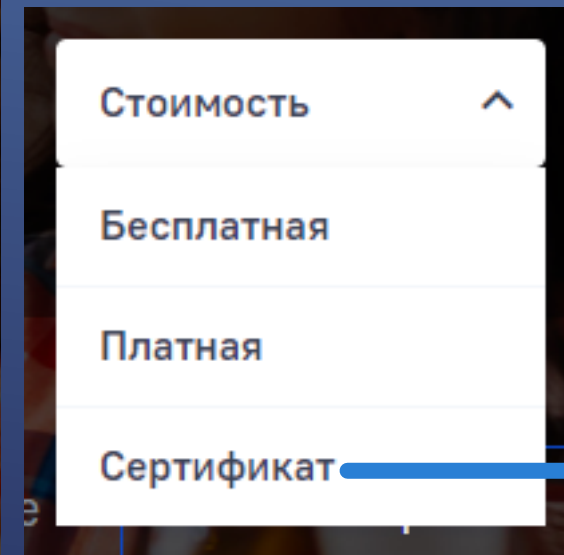 Стоимость
Бесплатная
Платная
Сертификат
е